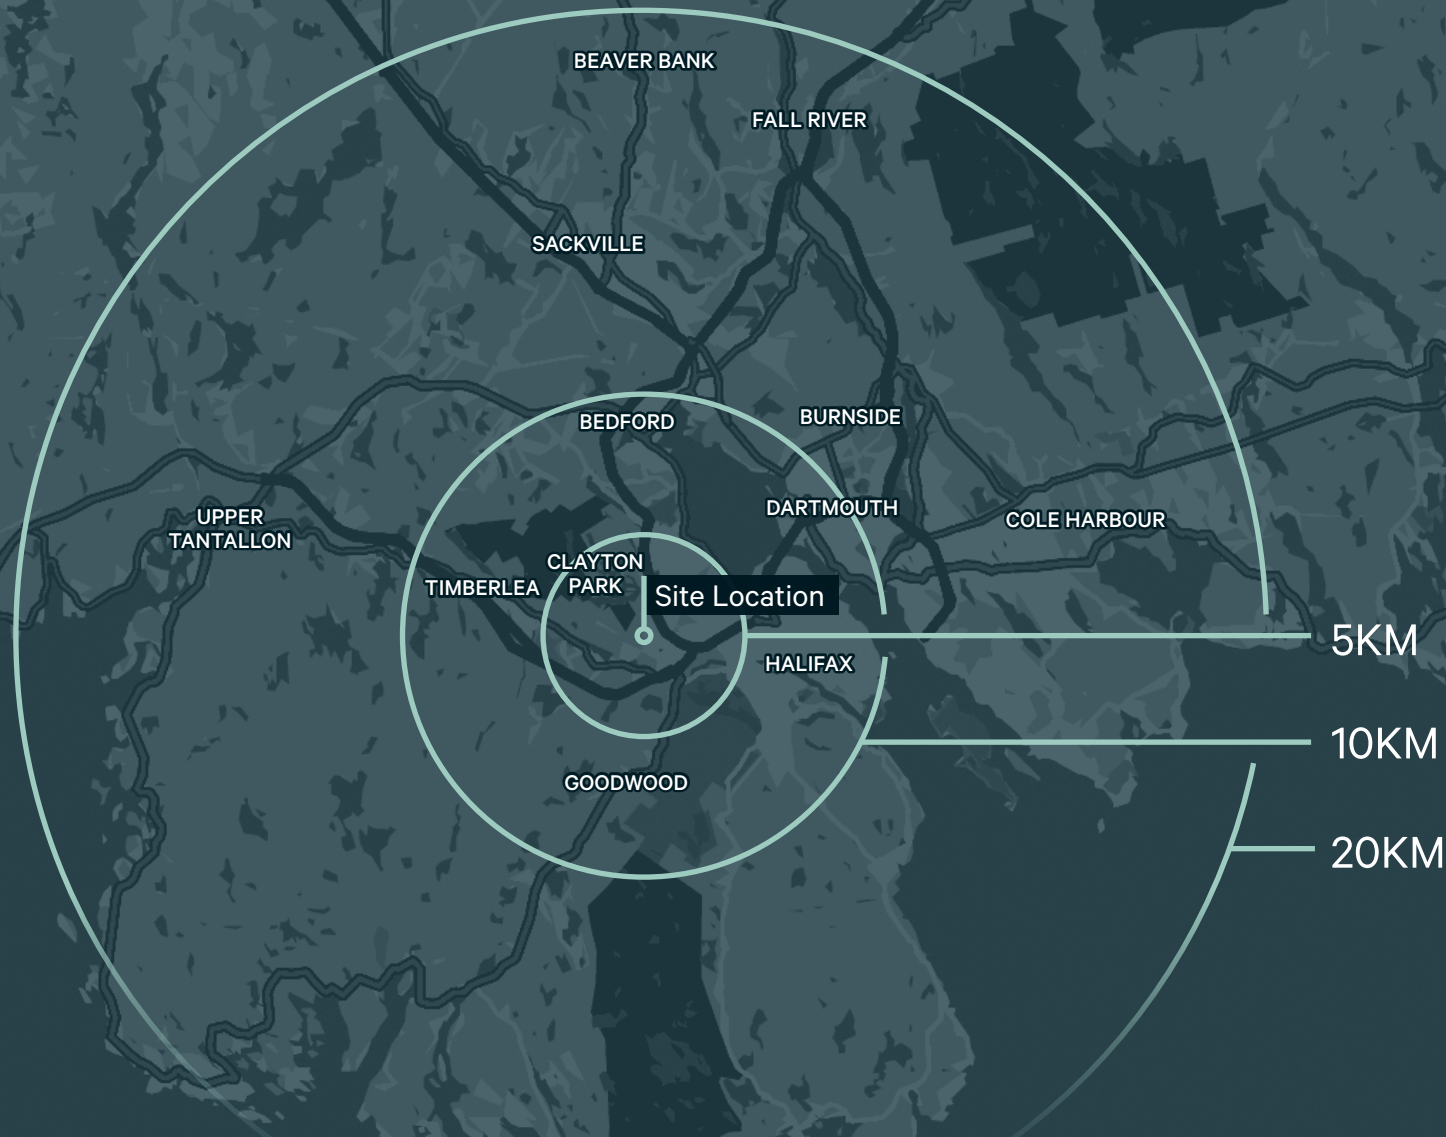 BEAVER BANK
FALL RIVER
SACKVILLE
BEDFORD
BURNSIDE
DARTMOUTH
UPPER
TANTALLON
COLE HARBOUR
CLAYTON
PARK
TIMBERLEA
Site Location
5KM
HALIFAX
10KM
GOODWOOD
20KM